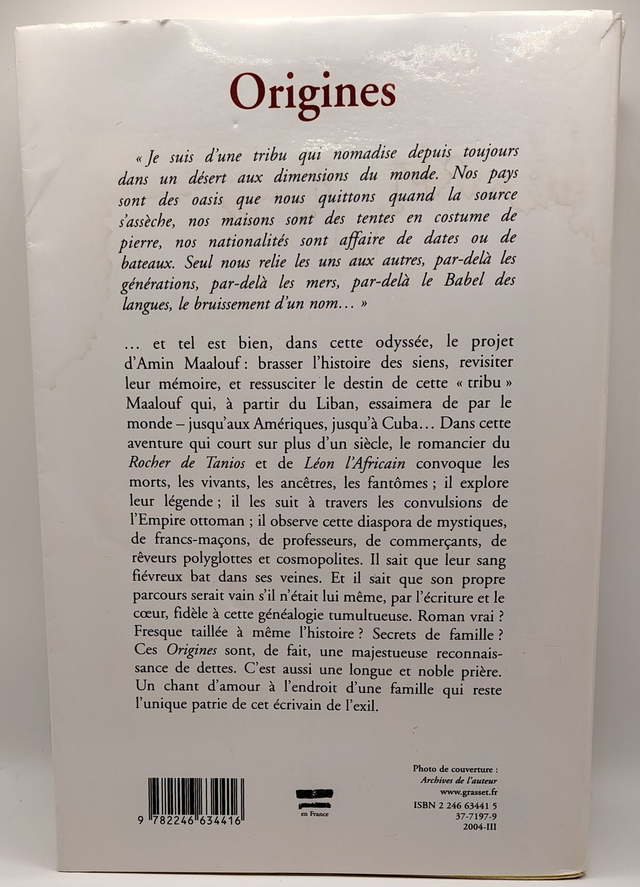 Origines
« Je suis d'une tribu qui nomadise depuis toujours
dans un désert aux dimensions du monde. Nos pays
sont des oasis que nous quittons quand la source
s'assèche, nos maisons sont des tentes en costume de
pierre, nos nationalités sont affaire de dates ou de
bateaux. Seul nous relie les uns aux autres, par-delà les
générations, par-delà les mers, par-delà le Babel des
langues, le bruissement d'un nom… »
… et tel est bien, dans cette odyssée, le projet
d'Amin Maalouf : brasser l'histoire des siens, revisiter
leur mémoire, et ressusciter le destin de cette « tribu »
Maalouf qui, à partir du Liban, essaimera de par le
monde – jusqu'aux Amériques, jusqu'à Cuba… Dans cette
aventure qui court sur plus d'un siècle, le romancier du
Rocher de Tanios et de Léon l'Africain convoque les
morts, les vivants, les ancêtres, les fantômes ; il explore
leur légende ; il les suit à travers les convulsions de
l'Empire ottoman ; il observe cette diaspora de mystiques,
de francs-maçons, de professeurs, de commerçants, de
rêveurs polyglottes et cosmopolites. Il sait que leur sang
fiévreux bat dans ses veines. Et il sait que son propre
parcours serait vain s'il n'était lui même, par l'écriture et le
cœur, fidèle à cette généalogie tumultueuse. Roman vrai ?
Fresque taillée à même l'histoire ? Secrets de famille ?
Ces Origines sont, de fait, une majestueuse reconnais-
sance de dettes. C'est aussi une longue et noble prière.
Un chant d'amour à l'endroit d'une famille qui reste
l'unique patrie de cet écrivain de l'exil.
Photo de couverture :
Archives de l'auteur
www.grasset.fr
ISBN 2 246 63441 5
37-7197-9
2004-III
9 782246 634416
en France